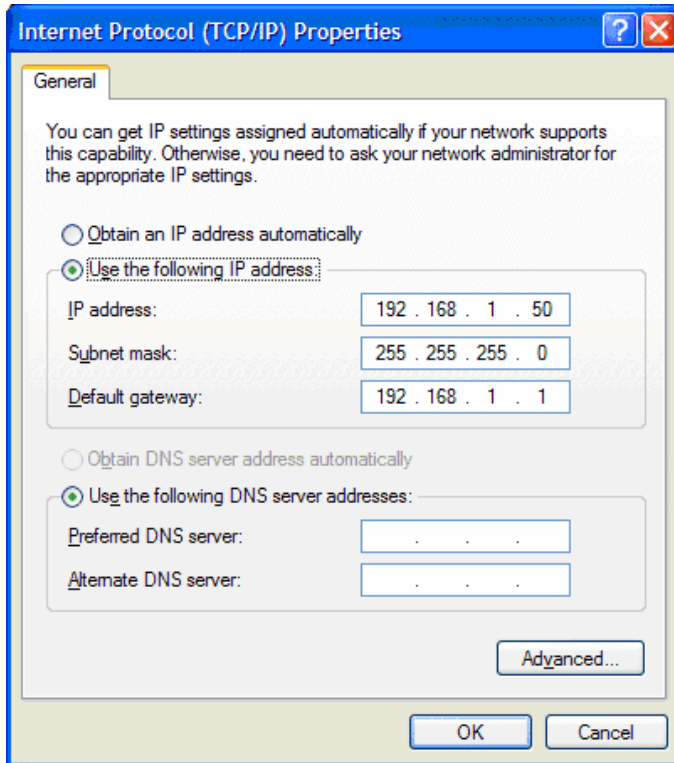 Internet Protocol (TCP/IP) Properties
General
You can get IP settings assigned automatically if your network supports
this capability. Otherwise, you need to ask your network administrator for
the appropriate IP settings.
Obtain an IP address automatically
Use the following IP address:
IP address: 192 . 168 . 1 . 50
Subnet mask: 255 . 255 . 255 . 0
Default gateway: 192 . 168 . 1 . 1
Obtain DNS server address automatically
Use the following DNS server addresses:
Preferred DNS server: . . .
Alternate DNS server: . . .
Advanced...
OK Cancel